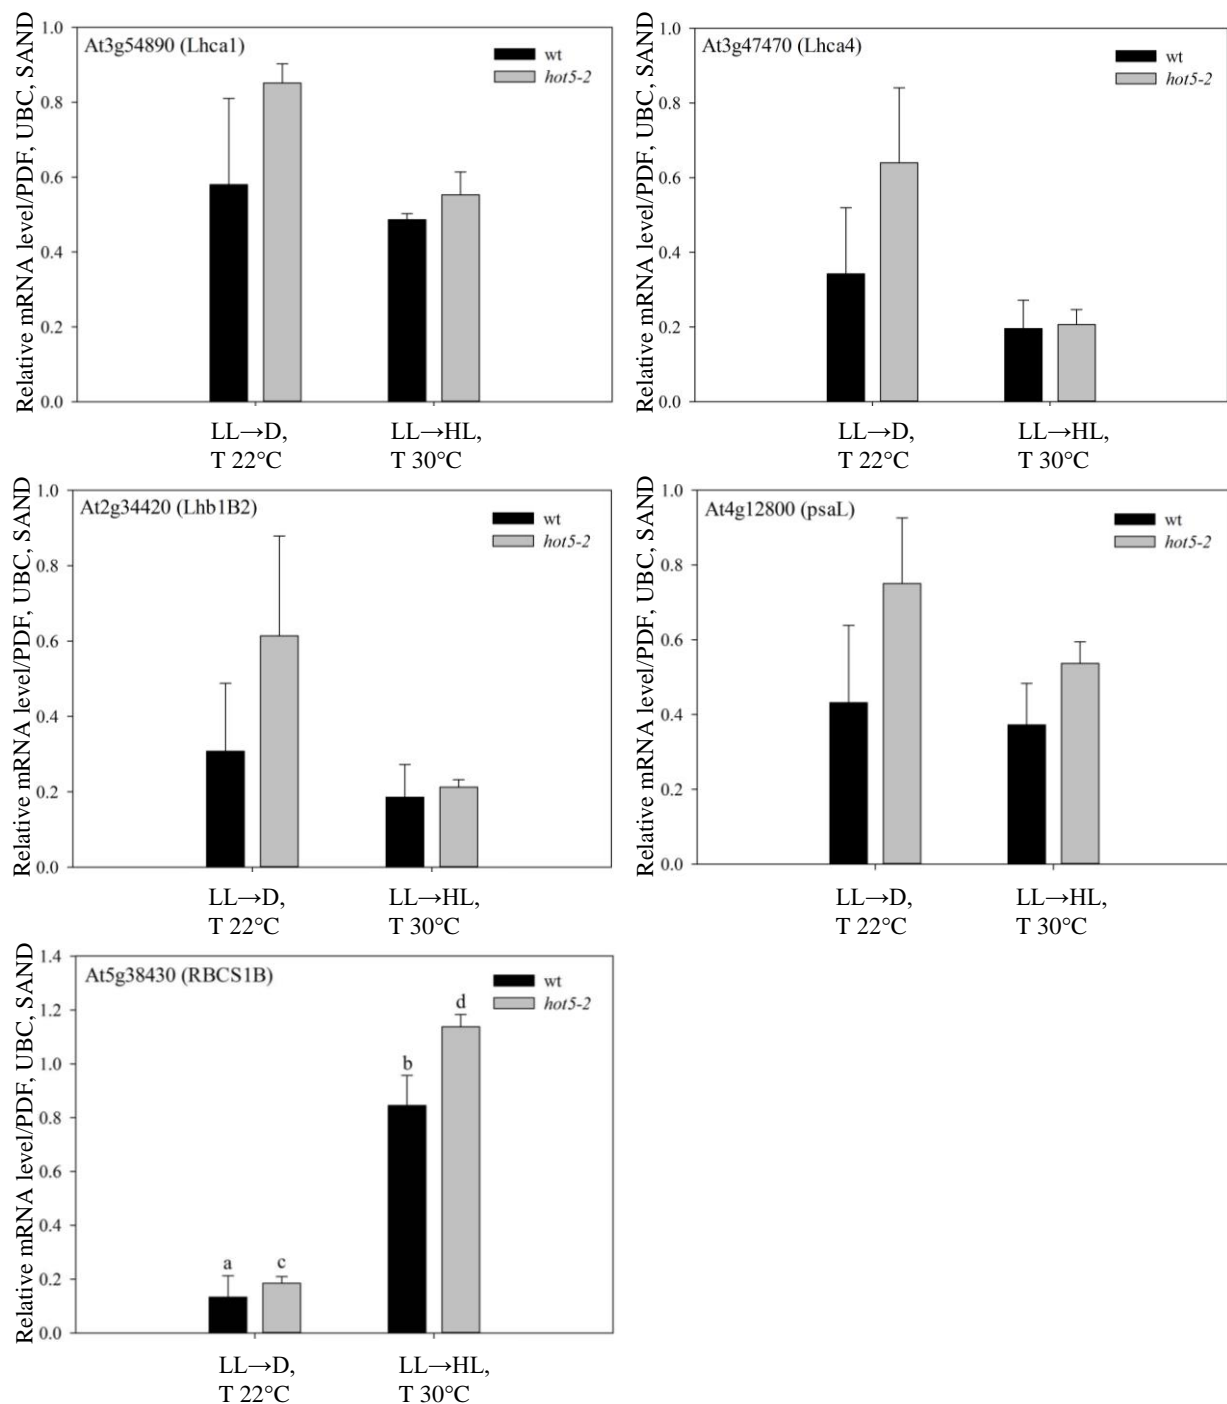 Relative mRNA level/PDF, UBC, SAND
At3g54890 (Lhca1)
wt
hot5-2
1.0
0.8
0.6
0.4
0.2
0.0
LL→D,
T 22°C
LL→HL,
T 30°C
Relative mRNA level/PDF, UBC, SAND
At3g47470 (Lhca4)
wt
hot5-2
1.0
0.8
0.6
0.4
0.2
0.0
LL→D,
T 22°C
LL→HL,
T 30°C
Relative mRNA level/PDF, UBC, SAND
At2g34420 (Lhb1B2)
wt
hot5-2
1.0
0.8
0.6
0.4
0.2
0.0
LL→D,
T 22°C
LL→HL,
T 30°C
Relative mRNA level/PDF, UBC, SAND
At4g12800 (psaL)
wt
hot5-2
1.0
0.8
0.6
0.4
0.2
0.0
LL→D,
T 22°C
LL→HL,
T 30°C
Relative mRNA level/PDF, UBC, SAND
At5g38430 (RBCS1B)
wt
hot5-2
1.4
1.2
1.0
0.8
0.6
0.4
0.2
0.0
a
c
b
d
LL→D,
T 22°C
LL→HL,
T 30°C